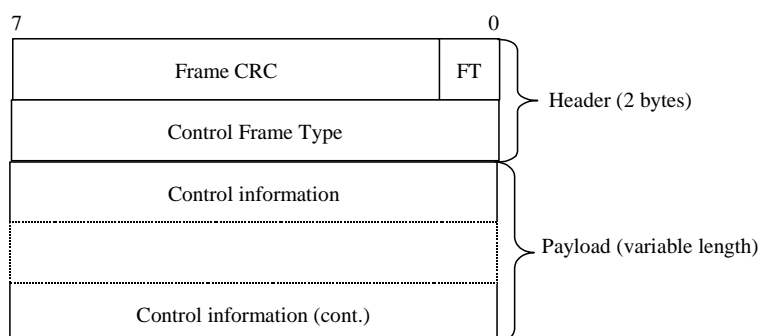 7 0
Frame CRC FT
Header (2 bytes)
Control Frame Type
Control information
Payload (variable length)
Control information (cont.)